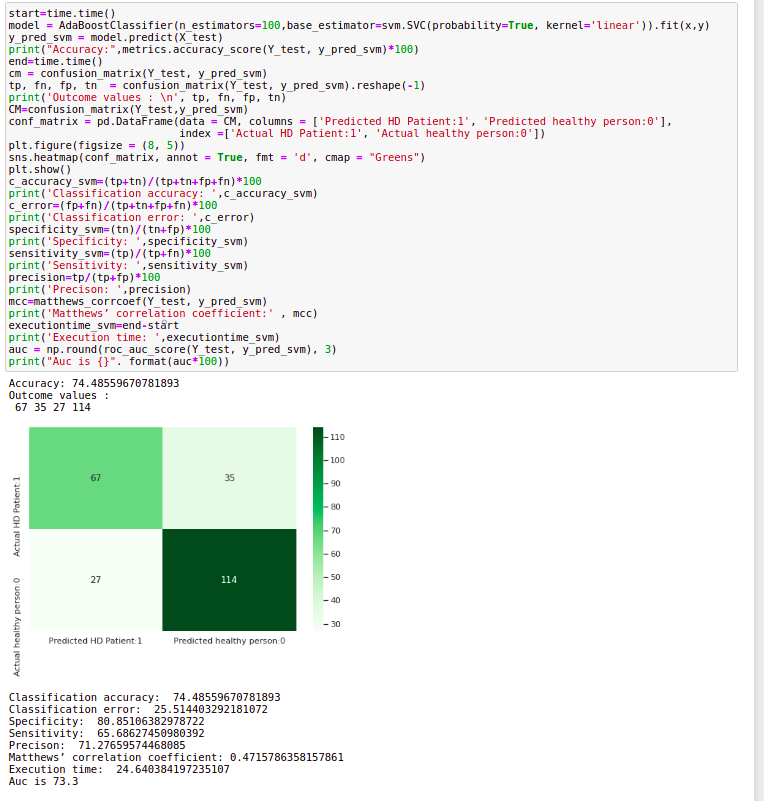 start=time.time()
model = AdaBoostClassifier(n_estimators=100,base_estimator=svm.SVC(probability=True, kernel='linear')).fit(x,y)
y_pred_svm = model.predict(X_test)
print("Accuracy:",metrics.accuracy_score(Y_test, y_pred_svm)*100)
end=time.time()
cm = confusion_matrix(Y_test, y_pred_svm)
tp, fn, fp, tn  = confusion_matrix(Y_test, y_pred_svm).reshape(-1)
print('Outcome values : \n', tp, fn, fp, tn)
CM=confusion_matrix(Y_test,y_pred_svm)
conf_matrix = pd.DataFrame(data = CM, columns = ['Predicted HD Patient:1', 'Predicted healthy person:0'],
index =['Actual HD Patient:1', 'Actual healthy person:0'])
plt.figure(figsize = (8, 5))
sns.heatmap(conf_matrix, annot = True, fmt = 'd', cmap = "Greens")
plt.show()
c_accuracy_svm=(tp+tn)/(tp+tn+fp+fn)*100
print('Classification accuracy: ',c_accuracy_svm)
c_error=(fp+fn)/(tp+tn+fp+fn)*100
print('Classification error: ',c_error)
specificity_svm=(tn)/(tn+fp)*100
print('Specificity: ',specificity_svm)
sensitivity_svm=(tp)/(tp+fn)*100
print('Sensitivity: ',sensitivity_svm)
precision=tp/(tp+fp)*100
print('Precison: ',precision)
mcc=matthews_corrcoef(Y_test, y_pred_svm)
print('Matthews’ correlation coefficient:' , mcc)
executiontime_svm=end-start
print('Execution time: ',executiontime_svm)
auc = np.round(roc_auc_score(Y_test, y_pred_svm), 3)
print("Auc is {}". format(auc*100))
Accuracy: 74.48559670781893
Outcome values :
67 35 27 114
Actual HD Patient:1
67
35
Actual healthy person:0
27
114
Predicted HD Patient:1
Predicted healthy person:0
110
100
90
80
70
60
50
40
30
Classification accuracy:  74.48559670781893
Classification error:  25.514403292181072
Specificity:  80.85106382978722
Sensitivity:  65.68627450980392
Precison:  71.27659574468085
Matthews’ correlation coefficient: 0.4715786358157861
Execution time:  24.640384197235107
Auc is 73.3